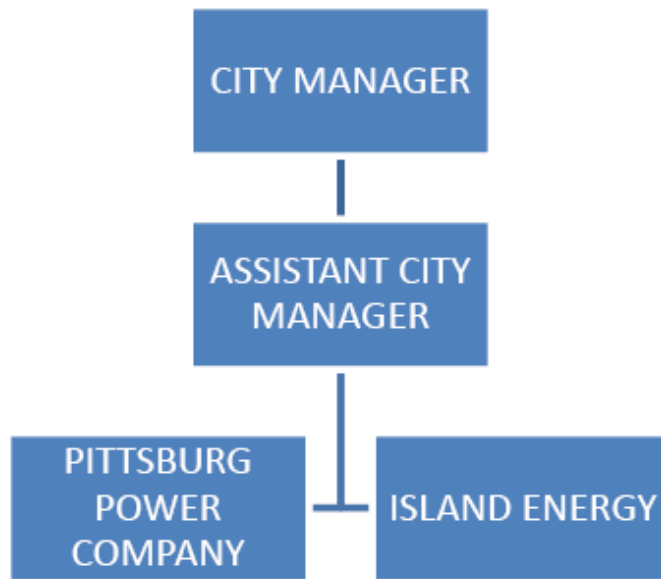 CITY MANAGER
ASSISTANT CITY
MANAGER
PITTSBURG
POWER
COMPANY
ISLAND ENERGY